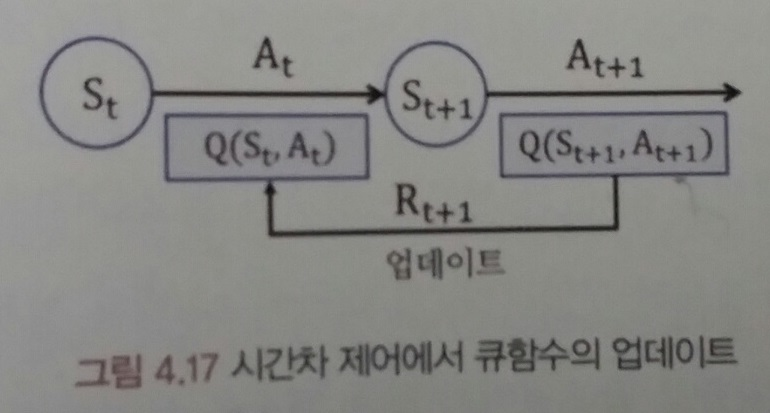 A_t A_{t+1}
S_t S_{t+1}
Q(S_t, A_t) Q(S_{t+1}, A_{t+1})
R_{t+1}
업데이트
그림 4.17 시간차 제어에서 큐함수의 업데이트